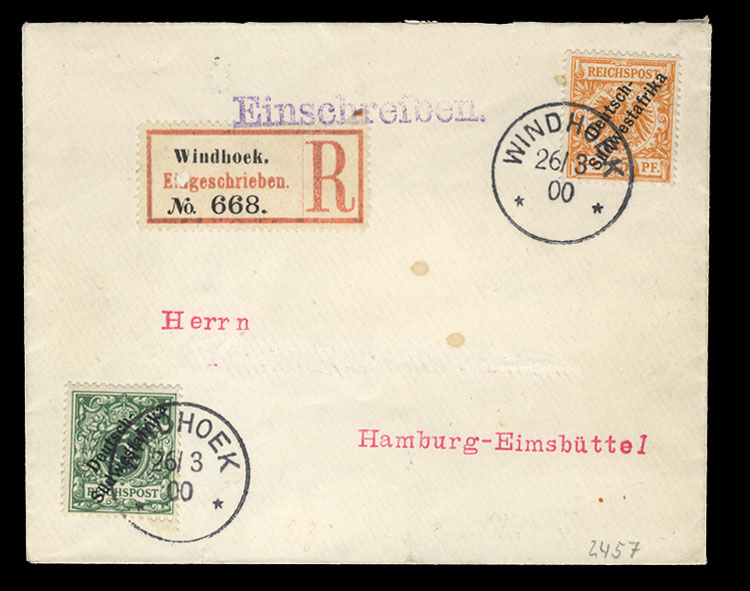 Einschreiben.
REICHSPOST
Deutsch-
Südwestafrika
PF.
WINDHOEK
26/3
00
Windhoek.
Eingeschrieben.
No. 668.
R
Herrn
Hamburg-Eimsbüttel
Deutsch-
Südwestafrika
REICHSPOST
WINDHOEK
26/3
00
2457